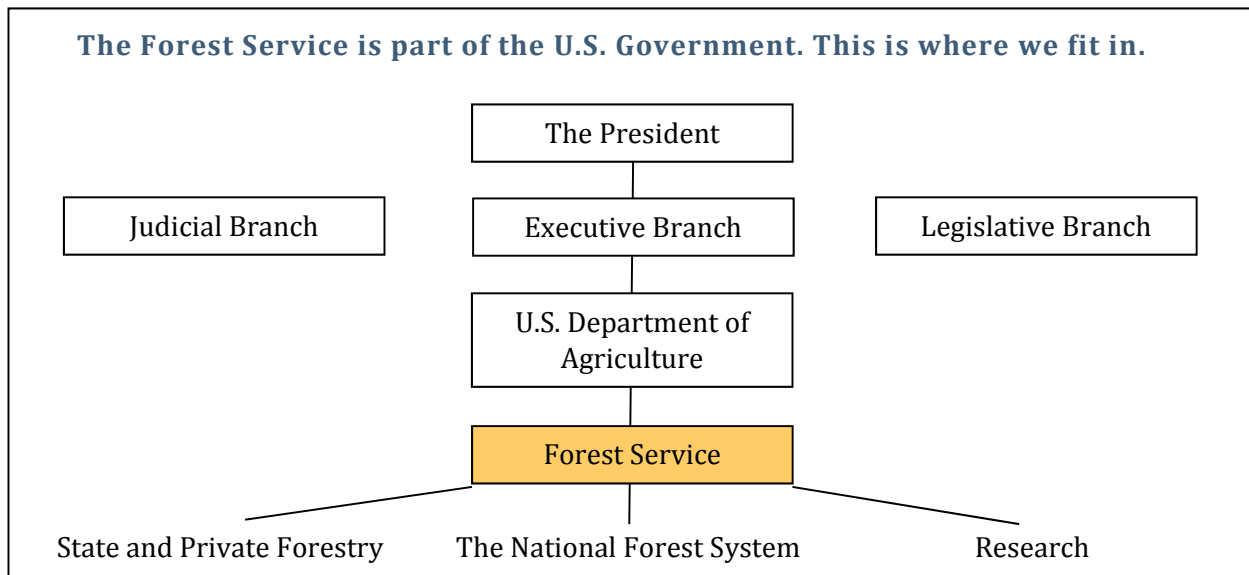 The Forest Service is part of the U.S. Government. This is where we fit in.
The President
Judicial Branch
Executive Branch
Legislative Branch
U.S. Department of
Agriculture
Forest Service
State and Private Forestry
The National Forest System
Research